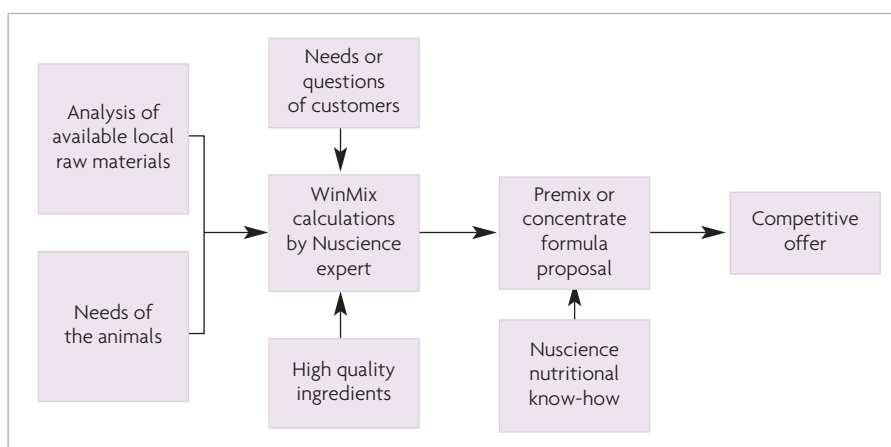 Needs or
questions
of customers
Analysis of
available local
raw materials
WinMix
calculations
by Nuscience
expert
Premix or
concentrate
formula
proposal
Competitive
offer
Needs of
the animals
High quality
ingredients
Nuscience
nutritional
know-how